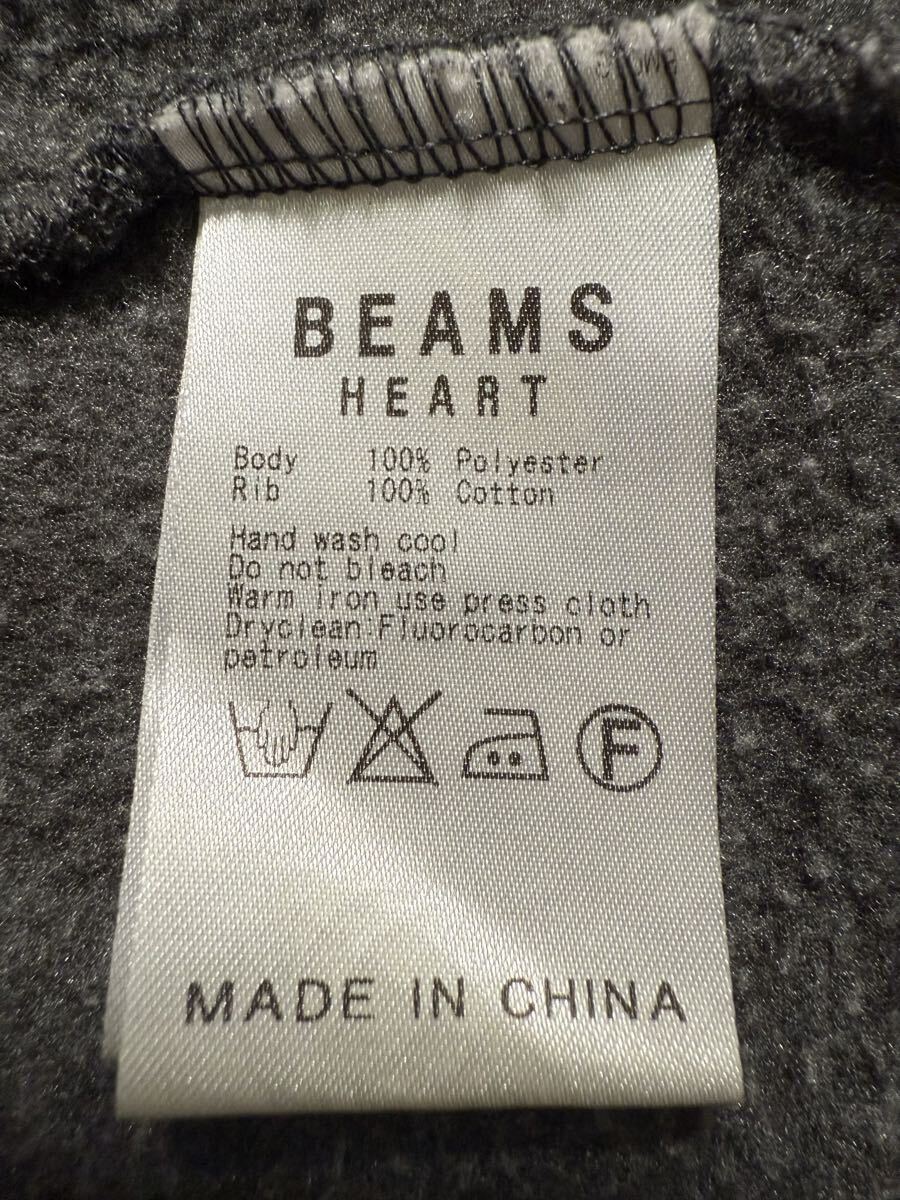 BEAMS
HEART
Body 100% Polyester
Rib 100% Cotton
Hand wash cool
Do not bleach
Warm iron use press cloth
Dryclean:Fluorocarbon or
petroleum
F
MADE IN CHINA